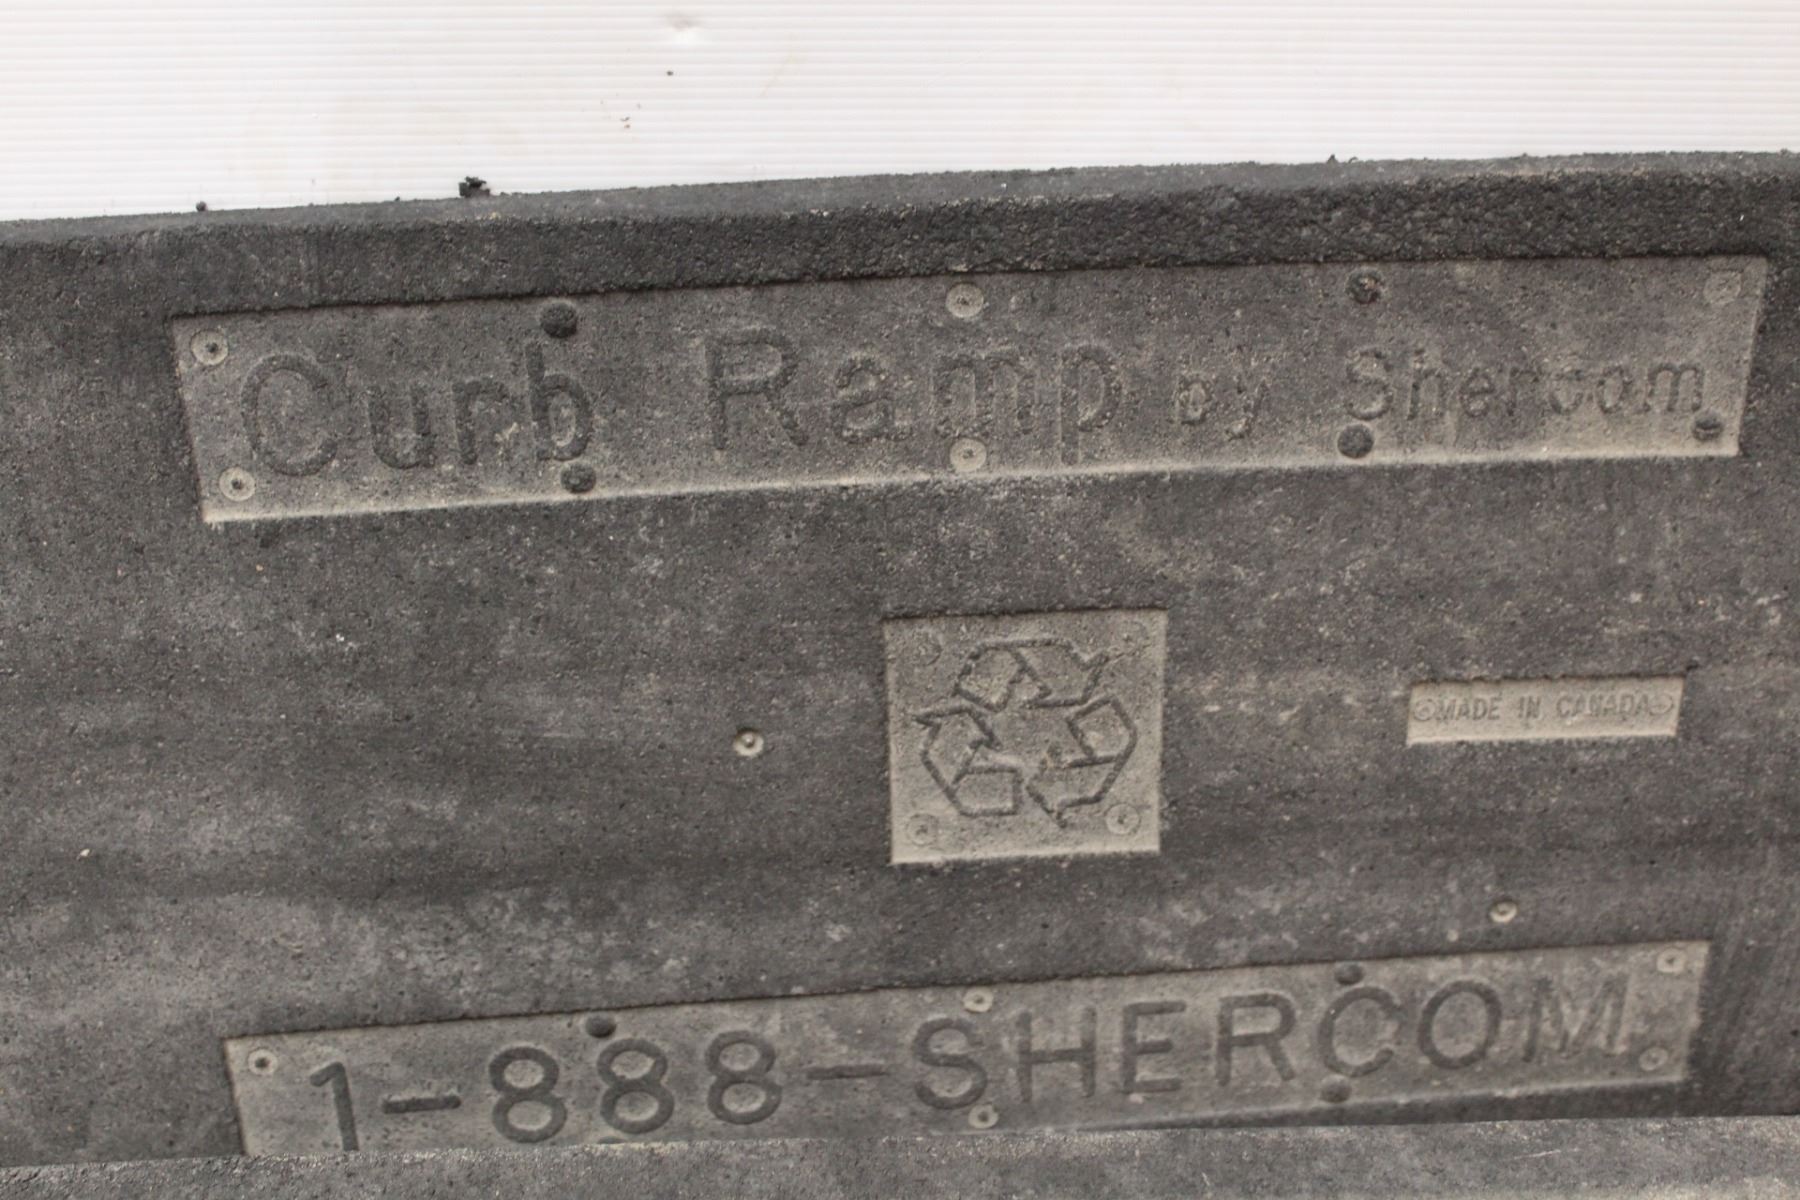 Curb Ramp by Shercom
MADE IN CANADA
1-888-SHERCOM